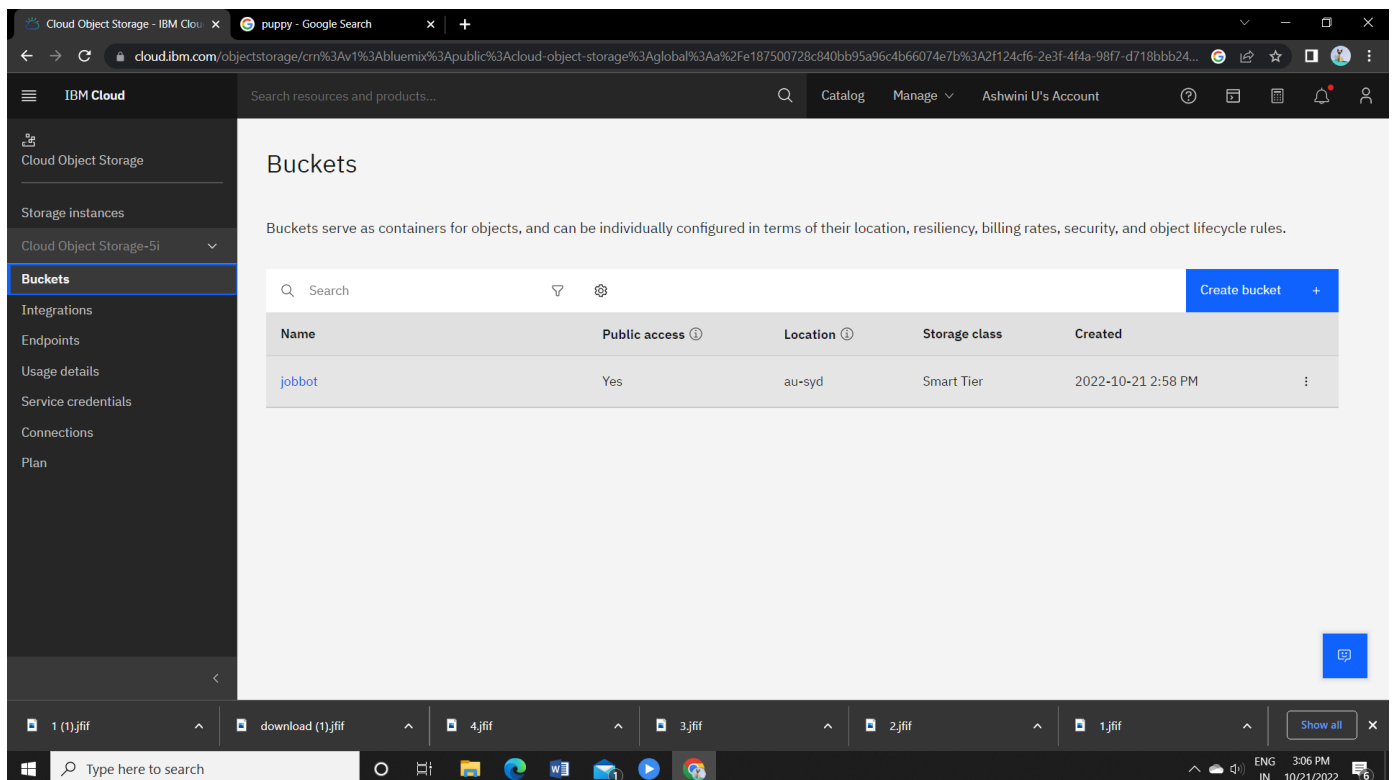 Cloud Object Storage - IBM Clou
puppy - Google Search
cloud.ibm.com/objectstorage/crn%3Av1%3Abluemix%3Apublic%3Acloud-object-storage%3Aglobal%3Aa%2Fe187500728c840bb95a96c4b66074e7b%3A2f124cf6-2e3f-4f4a-98f7-d718bbb24...
IBM Cloud
Search resources and products...
Catalog
Manage
Ashwini U's Account
Cloud Object Storage
Storage instances
Cloud Object Storage-5i
Buckets
Integrations
Endpoints
Usage details
Service credentials
Connections
Plan
Buckets
Buckets serve as containers for objects, and can be individually configured in terms of their location, resiliency, billing rates, security, and object lifecycle rules.
Search
Create bucket +
Name Public access Location Storage class Created
jobbot Yes au-syd Smart Tier 2022-10-21 2:58 PM
1 (1).jfif
download (1).jfif
4.jfif
3.jfif
2.jfif
1.jfif
Show all
Type here to search
ENG 3:06 PM
IN 10/21/2022
1
6